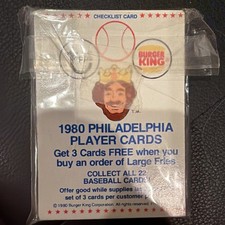 CHECKLIST CARD
BURGER KING
1980 PHILADELPHIA
PLAYER CARDS
Get 3 Cards FREE when you
buy an order of Large Fries
COLLECT ALL 22
BASEBALL CARDS
Offer good while supplies
set of 3 cards per customer
© 1980 Burger King Corporation. All rights